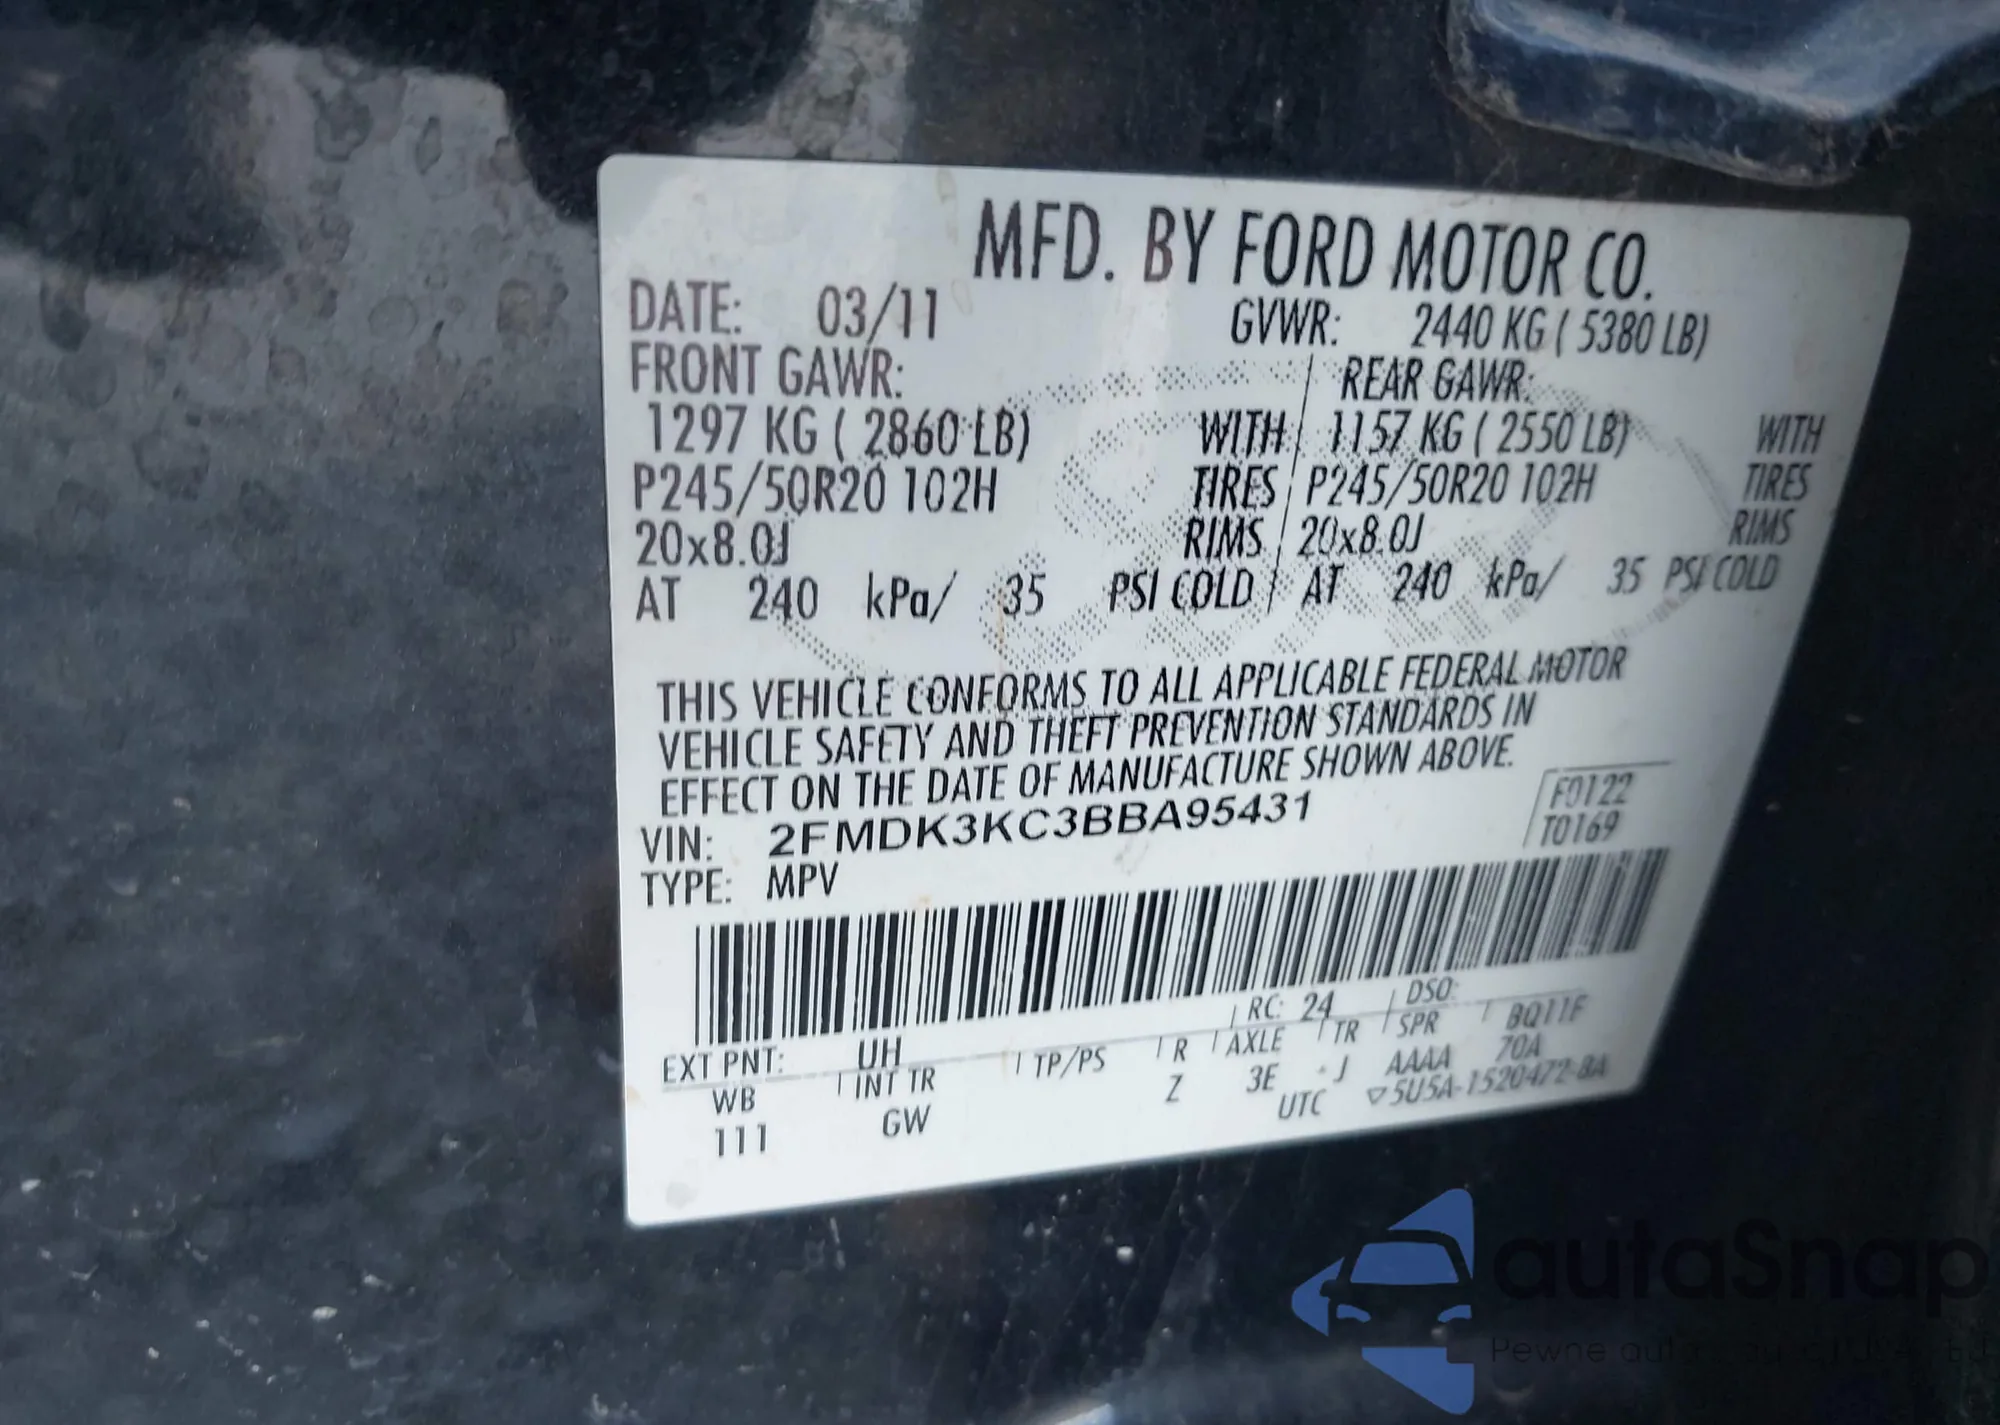 MFD. BY FORD MOTOR CO.
DATE: 03/11 GVWR: 2440 KG ( 5380 LB)
FRONT GAWR: REAR GAWR:
1297 KG ( 2860 LB) WITH 1157 KG ( 2550 LB) WITH
P245/50R20 102H TIRES P245/50R20 102H TIRES
20x8.0J RIMS 20x8.0J RIMS
AT 240 kPa/ 35 PSI COLD AT 240 kPa/ 35 PSI COLD
THIS VEHICLE CONFORMS TO ALL APPLICABLE FEDERAL MOTOR
VEHICLE SAFETY AND THEFT PREVENTION STANDARDS IN
EFFECT ON THE DATE OF MANUFACTURE SHOWN ABOVE.
VIN: 2FMDK3KC3BBA95431 F0122
TYPE: MPV T0169
EXT PNT: UH RC: 24 DSO:
WB INT TR TP/PS R AXLE TR SPR BQ11F
111 GW Z 3E J AAAA 70A
UTC ▽5U5A-1520472-BA
autoSnap
Pewne auto